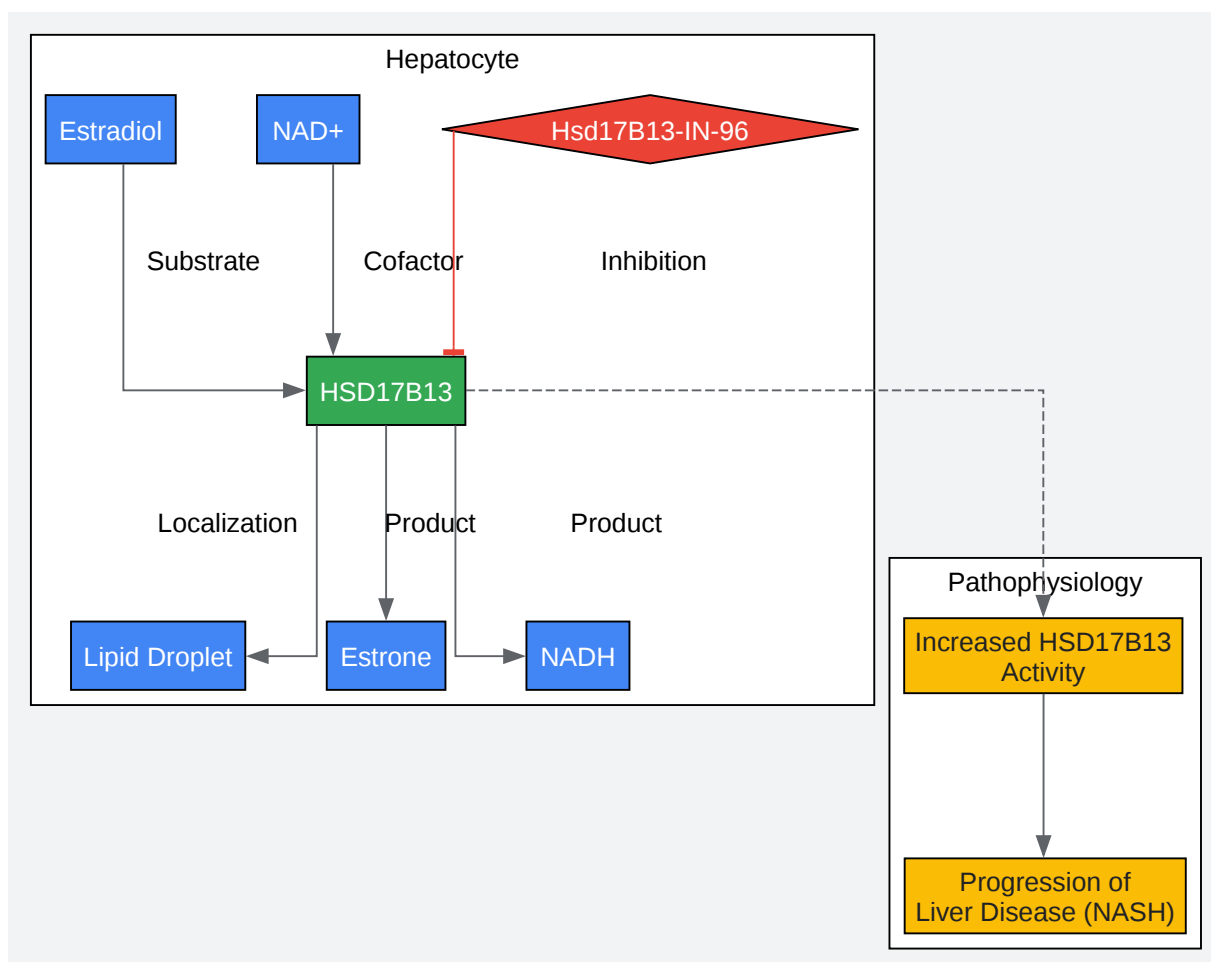 Hepatocyte
Estradiol
NAD+
Hsd17B13-IN-96
Substrate
Cofactor
Inhibition
HSD17B13
Localization
Product
Product
Lipid Droplet
Estrone
NADH
Pathophysiology
Increased HSD17B13
Activity
Progression of
Liver Disease (NASH)